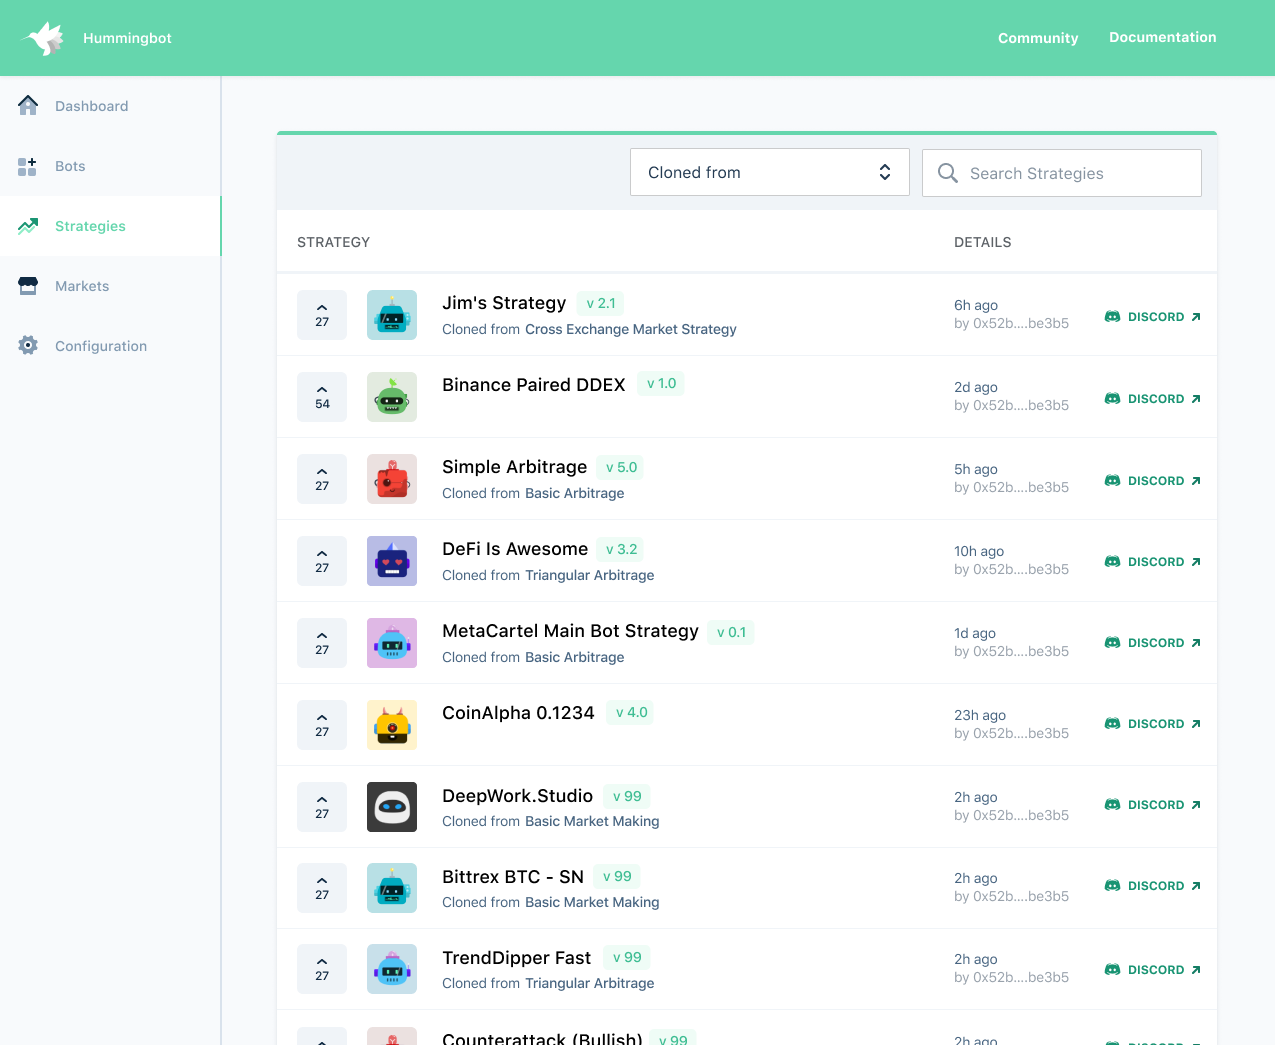 Hummingbot
Community
Documentation
Dashboard
Bots
Strategies
Markets
Configuration
Cloned from
Search Strategies
STRATEGY
DETAILS
27
Jim's Strategy
v 2.1
Cloned from Cross Exchange Market Strategy
6h ago
by 0x52b....be3b5
DISCORD
54
Binance Paired DDEX
v 1.0
2d ago
by 0x52b....be3b5
DISCORD
27
Simple Arbitrage
v 5.0
Cloned from Basic Arbitrage
5h ago
by 0x52b....be3b5
DISCORD
27
DeFi Is Awesome
v 3.2
Cloned from Triangular Arbitrage
10h ago
by 0x52b....be3b5
DISCORD
27
MetaCartel Main Bot Strategy
v 0.1
Cloned from Basic Arbitrage
1d ago
by 0x52b....be3b5
DISCORD
27
CoinAlpha 0.1234
v 4.0
23h ago
by 0x52b....be3b5
DISCORD
27
DeepWork.Studio
v 99
Cloned from Basic Market Making
2h ago
by 0x52b....be3b5
DISCORD
27
Bittrex BTC - SN
v 99
Cloned from Basic Market Making
2h ago
by 0x52b....be3b5
DISCORD
27
TrendDipper Fast
v 99
Cloned from Triangular Arbitrage
2h ago
by 0x52b....be3b5
DISCORD
Counterattack (Bullish)
v 99
2h ago
DISCORD